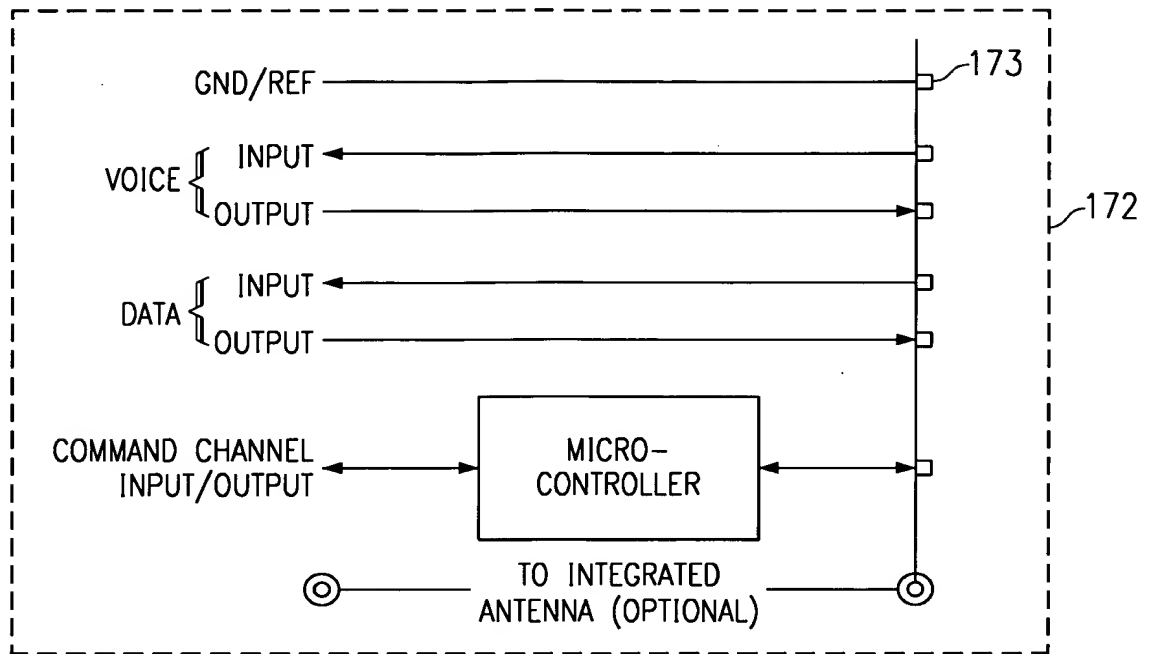 GND/REF
173
VOICE
INPUT
OUTPUT
172
DATA
INPUT
OUTPUT
COMMAND CHANNEL
INPUT/OUTPUT
MICRO-
CONTROLLER
TO INTEGRATED
ANTENNA (OPTIONAL)